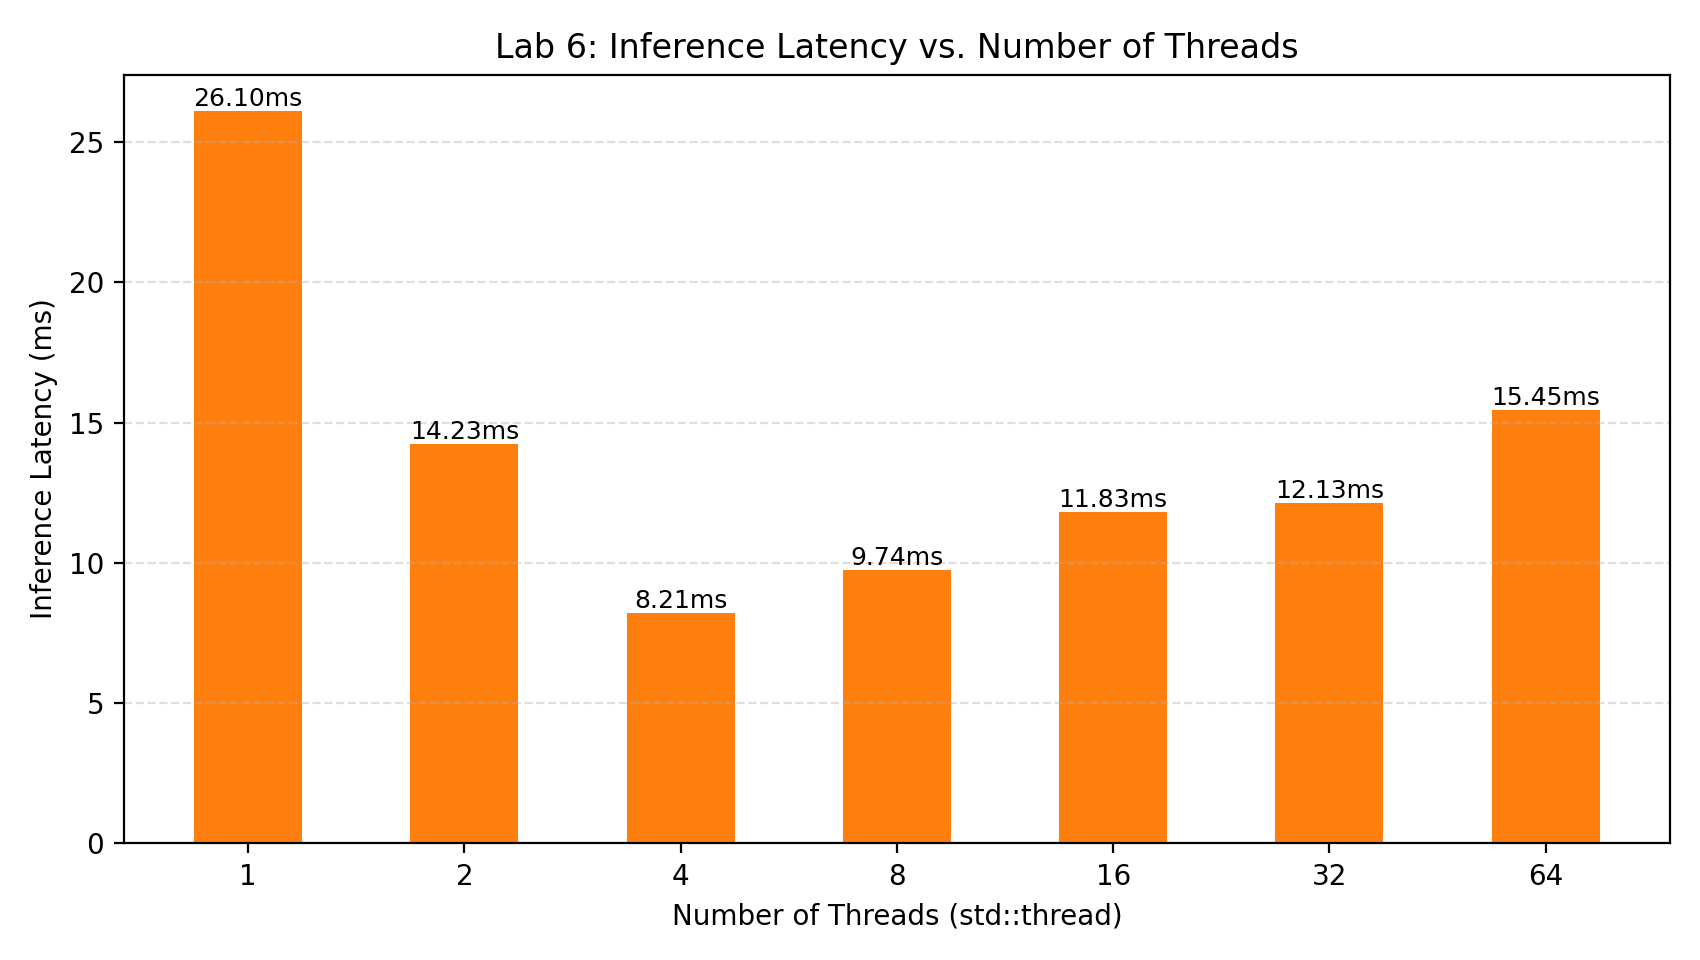 Lab 6: Inference Latency vs. Number of Threads
26.10ms
14.23ms
8.21ms
9.74ms
11.83ms
12.13ms
15.45ms
25
20
15
10
5
0
Inference Latency (ms)
1 2 4 8 16 32 64
Number of Threads (std::thread)